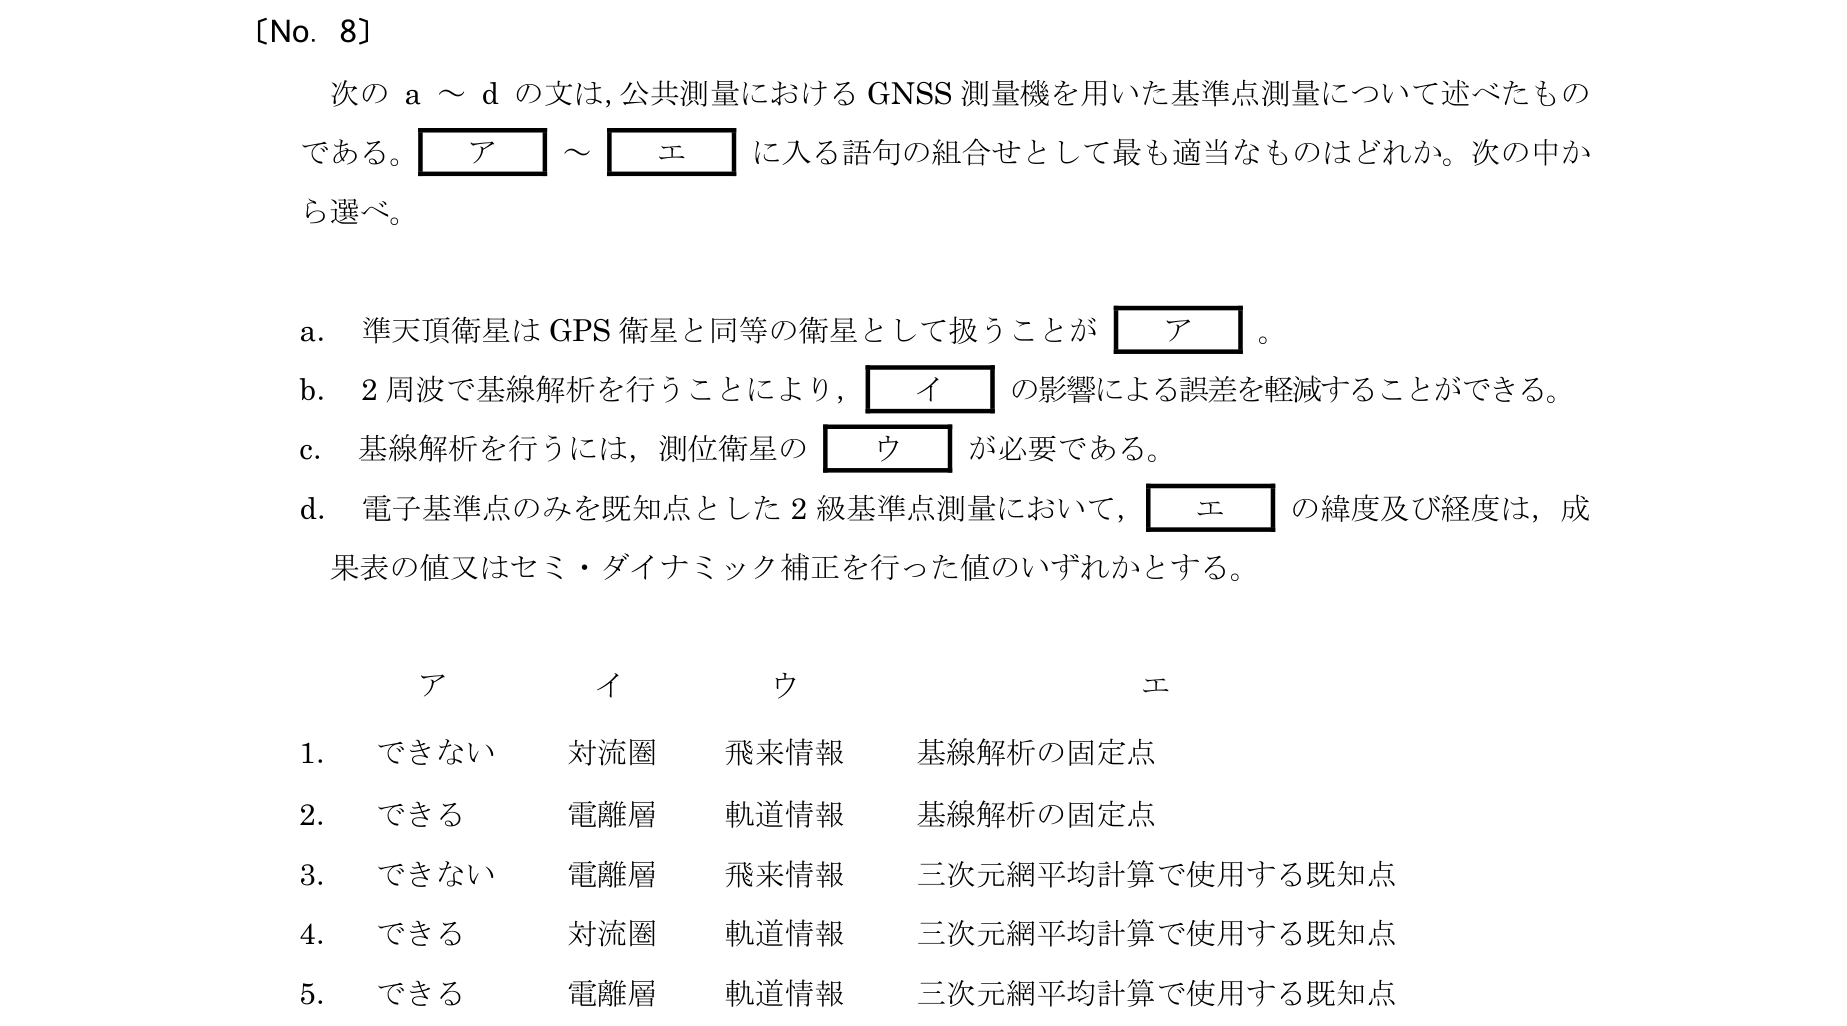 〔No. 8〕
次の a ～ d の文は,公共測量における GNSS 測量機を用いた基準点測量について述べたもの
である。 ア ～ エ に入る語句の組合せとして最も適当なものはどれか。次の中か
ら選べ。
a. 準天頂衛星は GPS 衛星と同等の衛星として扱うことが ア 。
b. 2 周波で基線解析を行うことにより, イ の影響による誤差を軽減することができる。
c. 基線解析を行うには，測位衛星の ウ が必要である。
d. 電子基準点のみを既知点とした 2 級基準点測量において, エ の緯度及び経度は，成
果表の値又はセミ・ダイナミック補正を行った値のいずれかとする。
ア イ ウ エ
1. できない 対流圏 飛来情報 基線解析の固定点
2. できる 電離層 軌道情報 基線解析の固定点
3. できない 電離層 飛来情報 三次元網平均計算で使用する既知点
4. できる 対流圏 軌道情報 三次元網平均計算で使用する既知点
5. できる 電離層 軌道情報 三次元網平均計算で使用する既知点